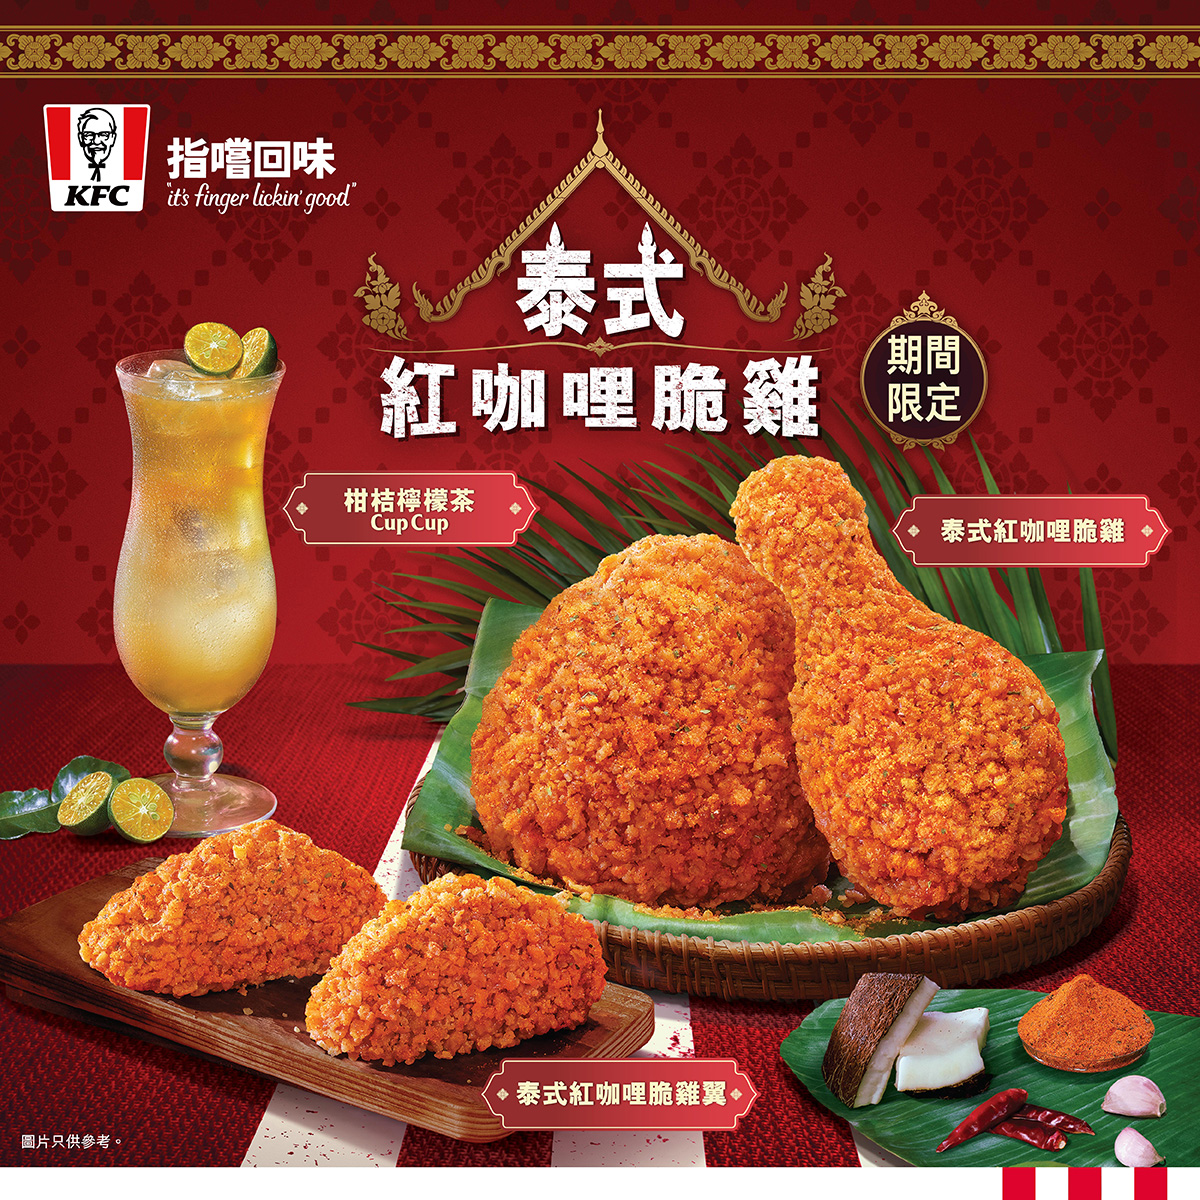 KFC
指嚐回味
"it's finger lickin' good"
泰式
紅咖哩脆雞
期間
限定
柑桔檸檬茶
Cup Cup
泰式紅咖哩脆雞
泰式紅咖哩脆雞翼
圖片只供參考。